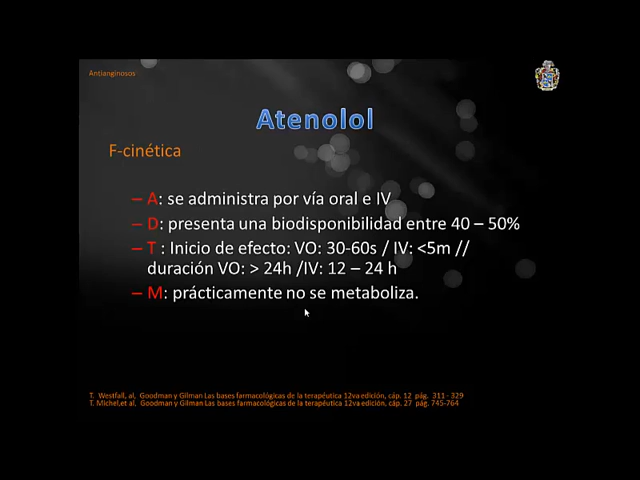 Antianginosos
Atenolol
F-cinética
– A: se administra por vía oral e IV
– D: presenta una biodisponibilidad entre 40 – 50%
– T : Inicio de efecto: VO: 30-60s / IV: <5m //
duración VO: > 24h /IV: 12 – 24 h
– M: prácticamente no se metaboliza.
T. Westfall, al, Goodman y Gilman Las bases farmacológicas de la terapéutica 12va edición, cáp. 12 pág. 311 - 329
T. Michel,et al, Goodman y Gilman Las bases farmacológicas de la terapéutica 12va edición, cáp. 27 pág. 745-764